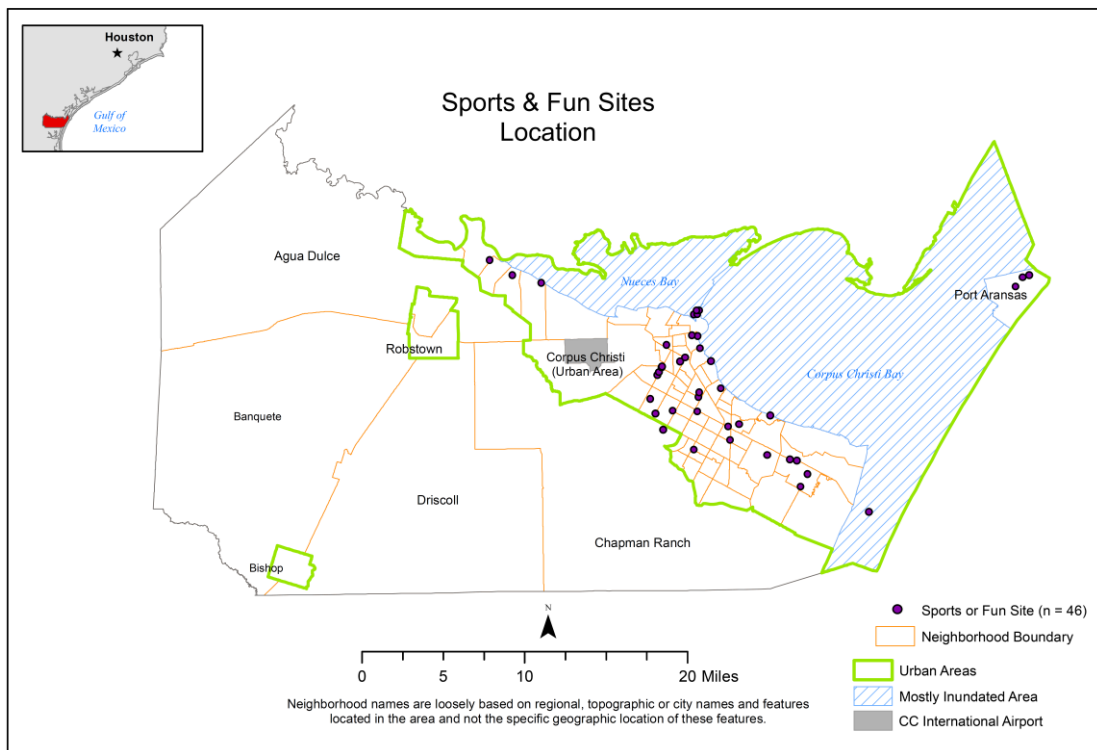 Houston
Gulf of
Mexico
Sports & Fun Sites
Location
Agua Dulce
Nueces Bay
Port Aransas
Robstown
Corpus Christi
(Urban Area)
Corpus Christi Bay
Banquete
Driscoll
Chapman Ranch
Bishop
N
0 5 10 20 Miles
Neighborhood names are loosely based on regional, topographic or city names and features
located in the area and not the specific geographic location of these features.
Sports or Fun Site (n = 46)
Neighborhood Boundary
Urban Areas
Mostly Inundated Area
CC International Airport